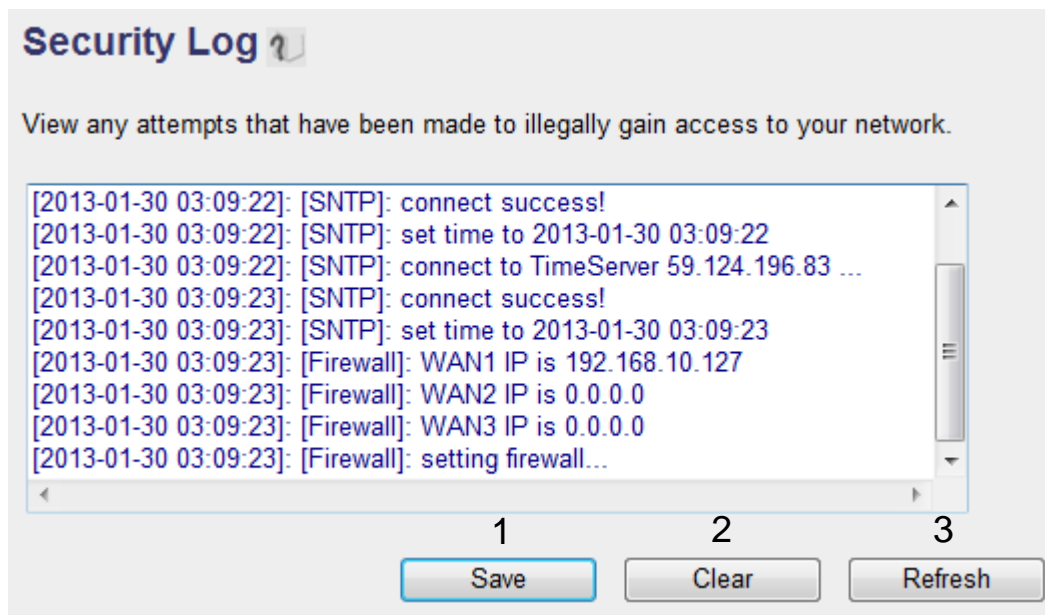 Security Log
View any attempts that have been made to illegally gain access to your network.
[2013-01-30 03:09:22]: [SNTP]: connect success!
[2013-01-30 03:09:22]: [SNTP]: set time to 2013-01-30 03:09:22
[2013-01-30 03:09:22]: [SNTP]: connect to TimeServer 59.124.196.83 ...
[2013-01-30 03:09:23]: [SNTP]: connect success!
[2013-01-30 03:09:23]: [SNTP]: set time to 2013-01-30 03:09:23
[2013-01-30 03:09:23]: [Firewall]: WAN1 IP is 192.168.10.127
[2013-01-30 03:09:23]: [Firewall]: WAN2 IP is 0.0.0.0
[2013-01-30 03:09:23]: [Firewall]: WAN3 IP is 0.0.0.0
[2013-01-30 03:09:23]: [Firewall]: setting firewall...
1 2 3
Save Clear Refresh